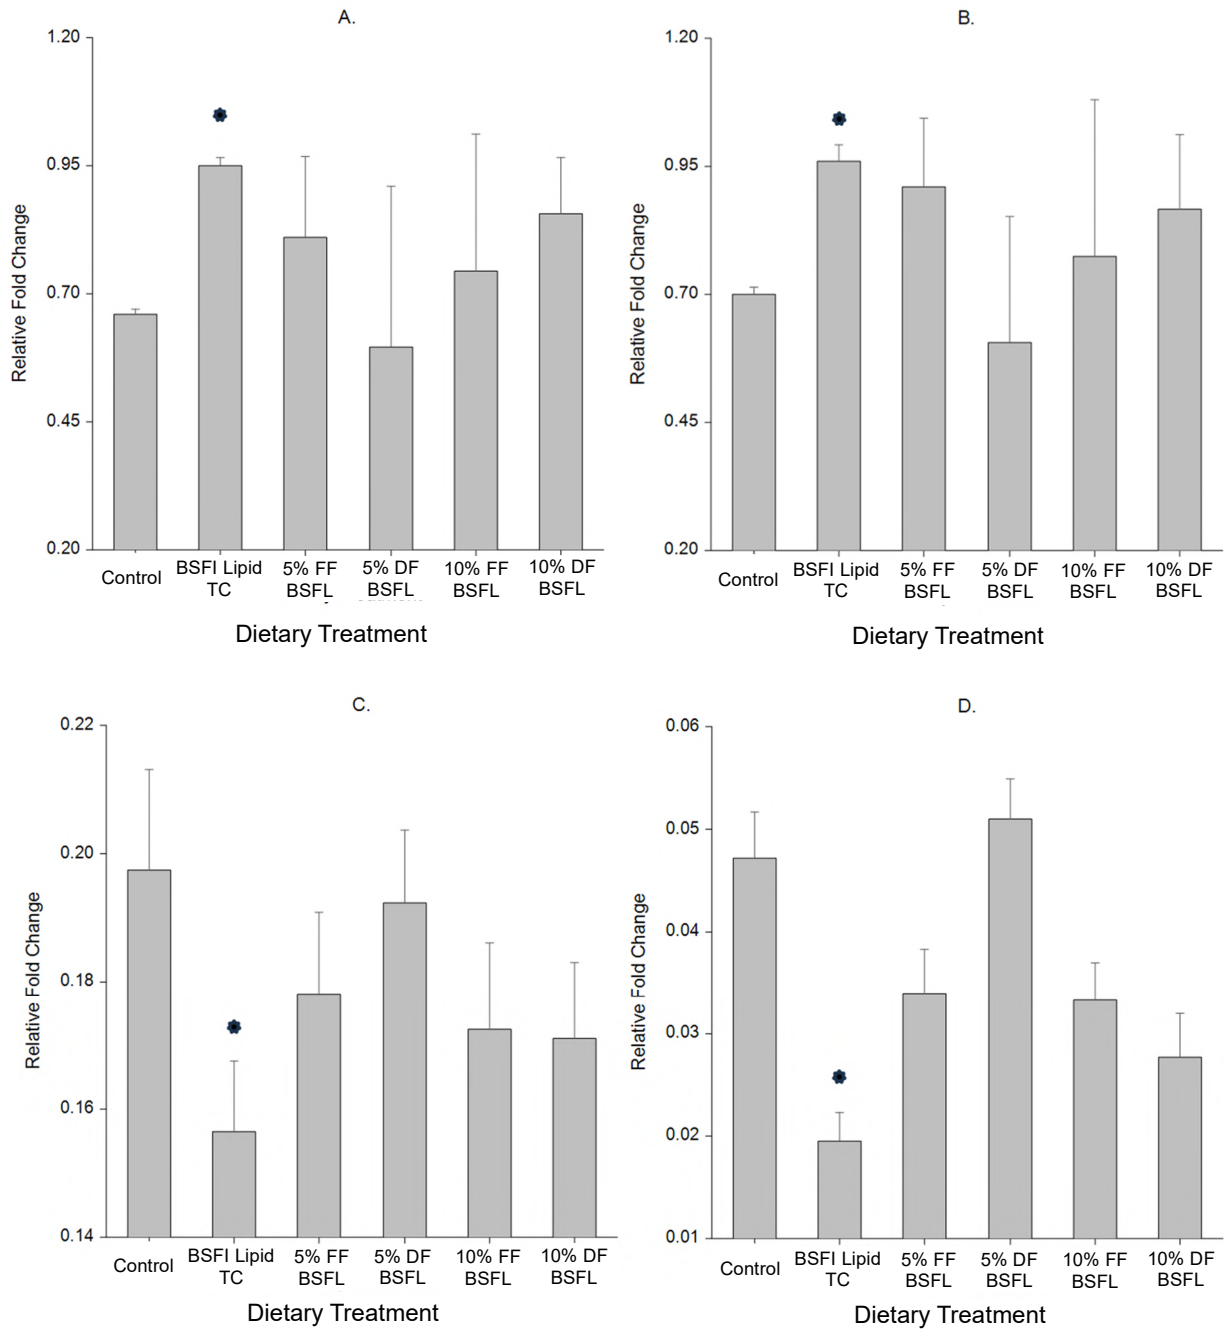 A.
1.20
0.95
0.70
0.45
0.20
Relative Fold Change
Control
BSFI Lipid
TC
5% FF
BSFL
5% DF
BSFL
10% FF
BSFL
10% DF
BSFL
Dietary Treatment
B.
1.20
0.95
0.70
0.45
0.20
Relative Fold Change
Control
BSFI Lipid
TC
5% FF
BSFL
5% DF
BSFL
10% FF
BSFL
10% DF
BSFL
Dietary Treatment
C.
0.22
0.20
0.18
0.16
0.14
Relative Fold Change
Control
BSFI Lipid
TC
5% FF
BSFL
5% DF
BSFL
10% FF
BSFL
10% DF
BSFL
Dietary Treatment
D.
0.06
0.05
0.04
0.03
0.02
0.01
Relative Fold Change
Control
BSFI Lipid
TC
5% FF
BSFL
5% DF
BSFL
10% FF
BSFL
10% DF
BSFL
Dietary Treatment